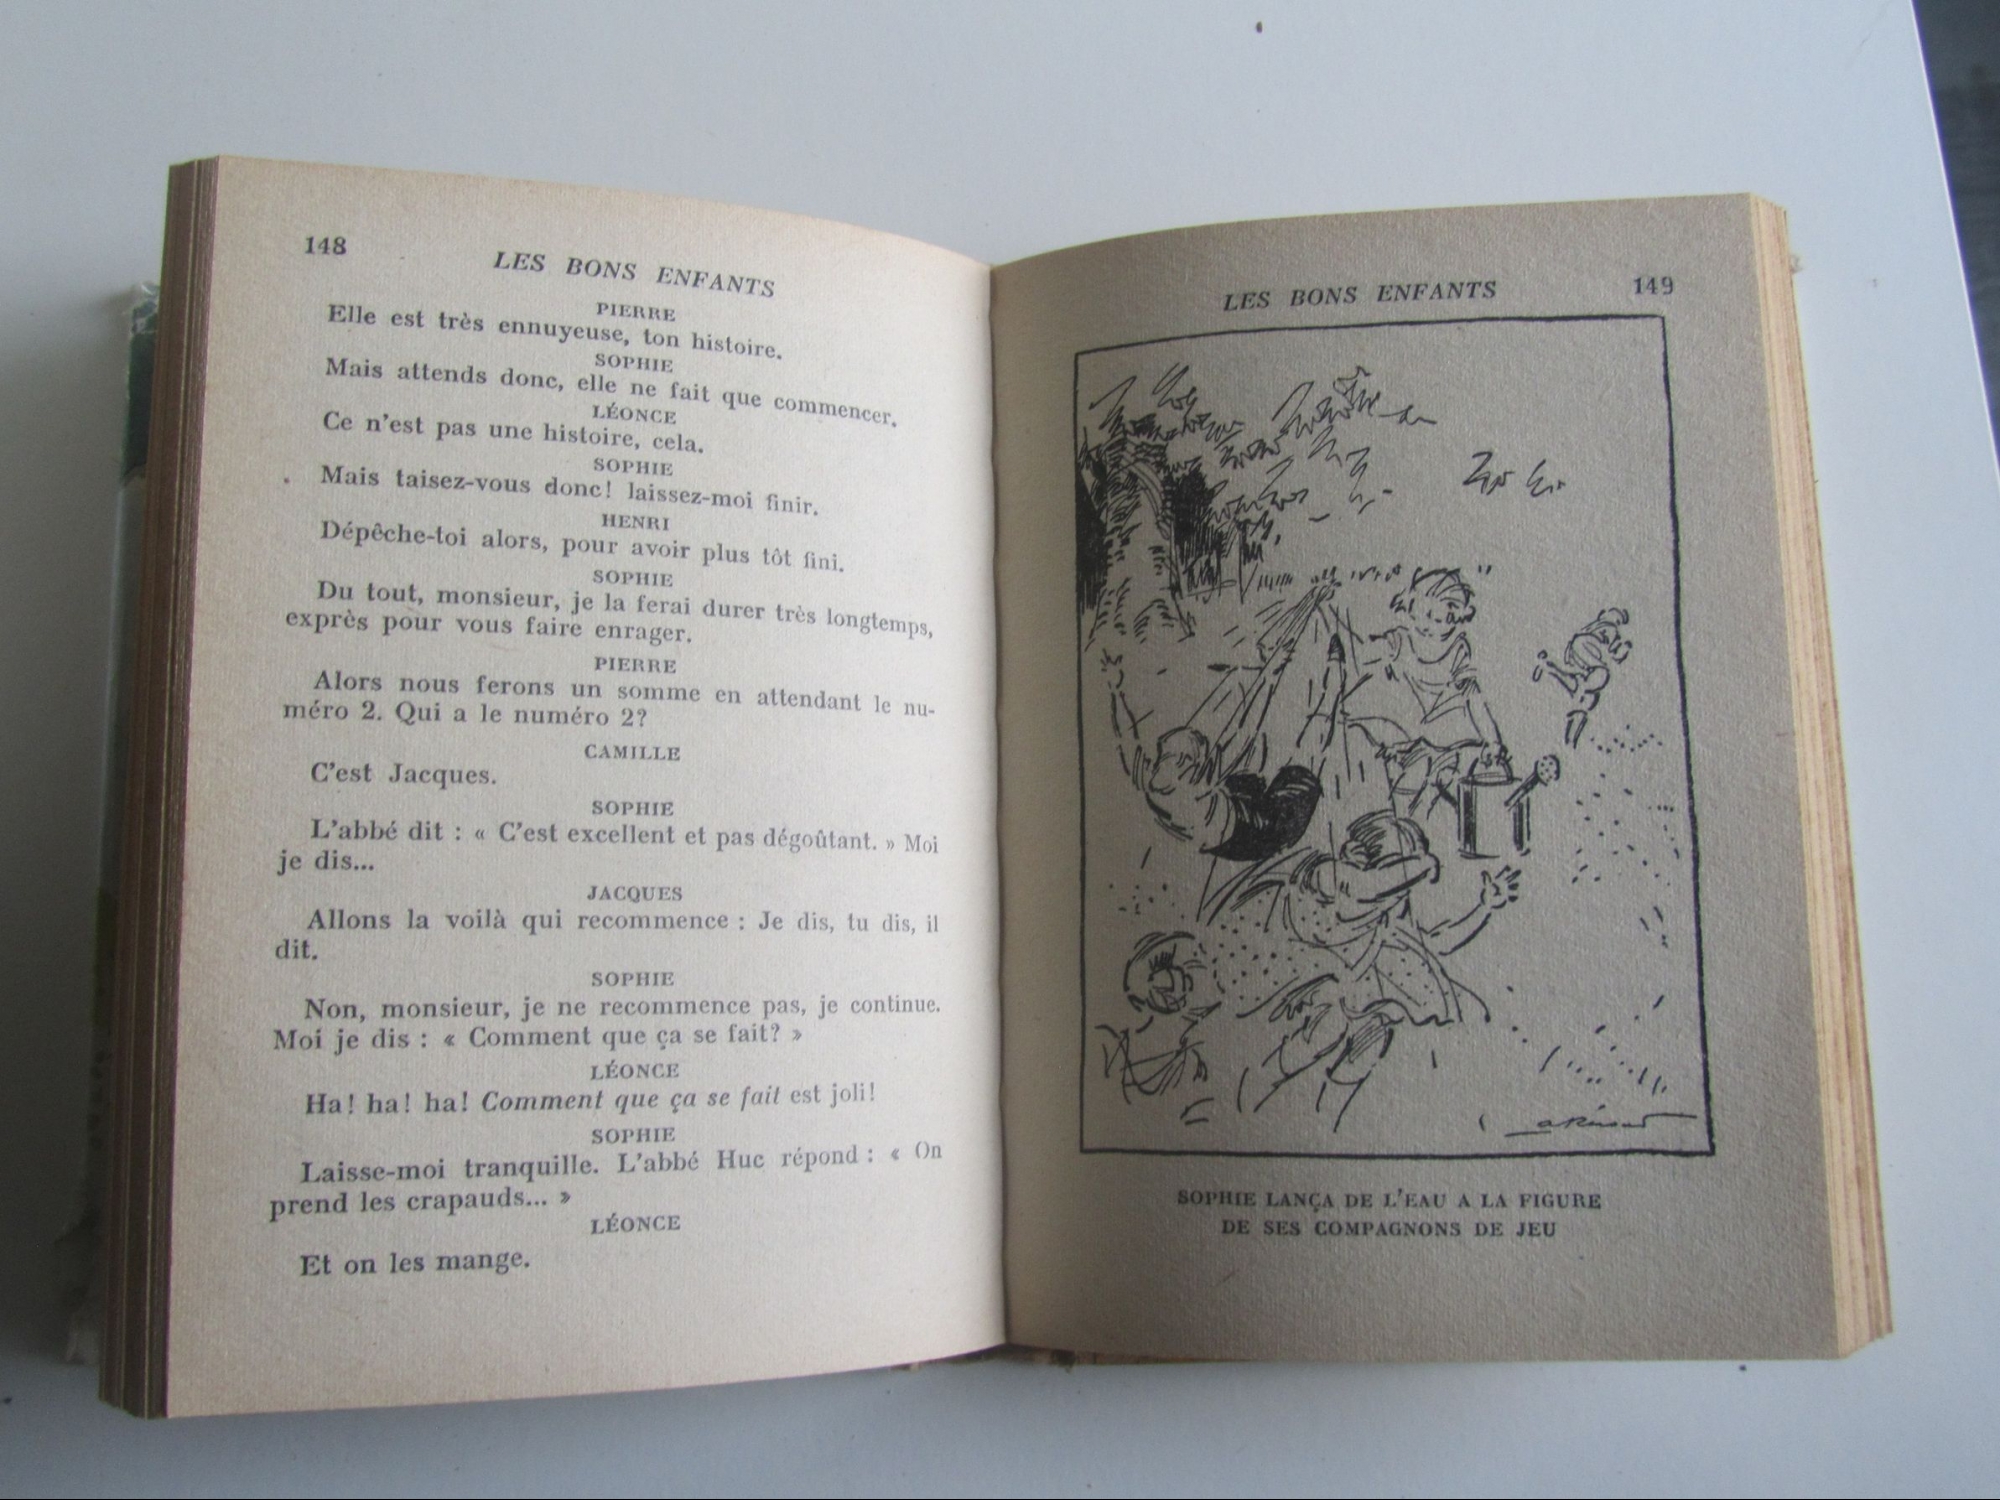 148
LES BONS ENFANTS
PIERRE
Elle est très ennuyeuse, ton histoire.
SOPHIE
Mais attends donc, elle ne fait que commencer.
LÉONCE
Ce n'est pas une histoire, cela.
SOPHIE
Mais taisez-vous donc! laissez-moi finir.
HENRI
Dépêche-toi alors, pour avoir plus tôt fini.
SOPHIE
Du tout, monsieur, je la ferai durer très longtemps,
exprès pour vous faire enrager.
PIERRE
Alors nous ferons un somme en attendant le nu-
méro 2. Qui a le numéro 2?
CAMILLE
C'est Jacques.
SOPHIE
L'abbé dit : « C'est excellent et pas dégoûtant. » Moi
je dis...
JACQUES
Allons la voilà qui recommence : Je dis, tu dis, il
dit.
SOPHIE
Non, monsieur, je ne recommence pas, je continue.
Moi je dis : « Comment que ça se fait? »
LÉONCE
Ha! ha! ha! Comment que ça se fait est joli!
SOPHIE
Laisse-moi tranquille. L'abbé Huc répond : « On
prend les crapauds... »
LÉONCE
Et on les mange.
LES BONS ENFANTS
149
SOPHIE LANÇA DE L'EAU A LA FIGURE
DE SES COMPAGNONS DE JEU